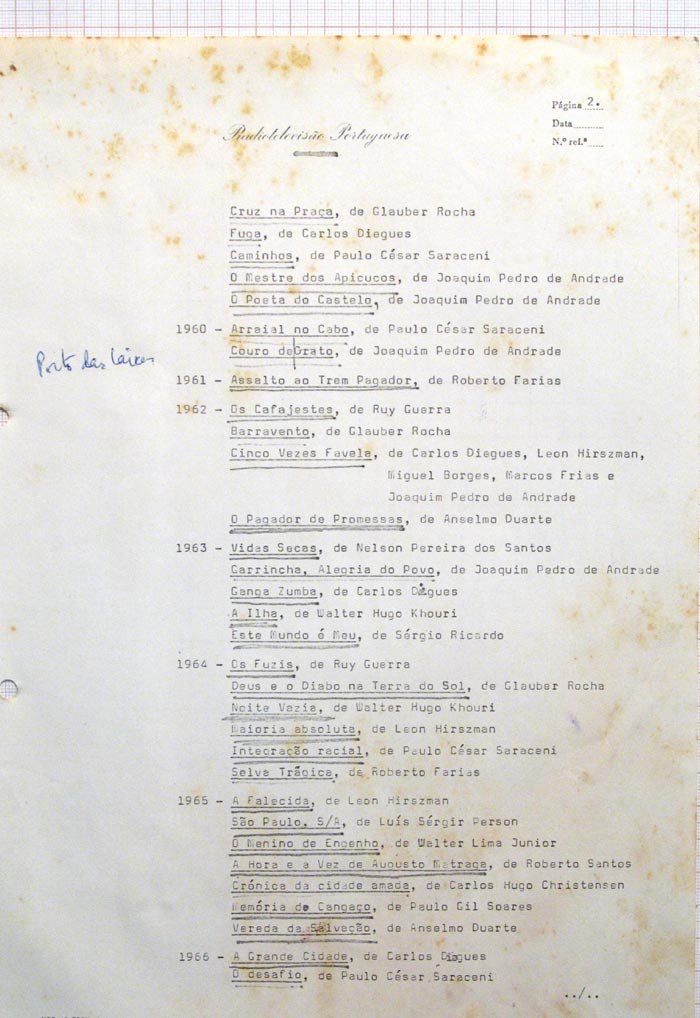 Página 2.
Data
N.º ref.ª
Radiotelevisão Portuguesa
Cruz na Praça, de Glauber Rocha
Fuga, de Carlos Diegues
Caminhos, de Paulo César Saraceni
O Mestre dos Apicucos, de Joaquim Pedro de Andrade
O Poeta do Castelo, de Joaquim Pedro de Andrade
1960 - Arraial no Cabo, de Paulo César Saraceni
Porto das Caixas
Couro de Grato, de Joaquim Pedro de Andrade
1961 - Assalto ao Trem Pagador, de Roberto Farias
1962 - Os Cafajestes, de Ruy Guerra
Barravento, de Glauber Rocha
Cinco Vezes Favela, de Carlos Diegues, Leon Hirszman,
Miguel Borges, Marcos Frias e
Joaquim Pedro de Andrade
O Pagador de Promessas, de Anselmo Duarte
1963 - Vidas Secas, de Nelson Pereira dos Santos
Garrincha, Alegria do Povo, de Joaquim Pedro de Andrade
Ganga Zumba, de Carlos Diegues
A Ilha, de Walter Hugo Khouri
Este Mundo é Meu, de Sérgio Ricardo
1964 - Os Fuzis, de Ruy Guerra
Deus e o Diabo na Terra do Sol, de Glauber Rocha
Noite Vazia, de Walter Hugo Khouri
Maioria absoluta, de Leon Hirszman
Integração racial, de Paulo César Saraceni
Selva Trágica, de Roberto Farias
1965 - A Falecida, de Leon Hirszman
São Paulo, S/A, de Luís Sérgir Person
O Menino de Engenho, de Walter Lima Junior
A Hora e a Vez de Augusto Matraga, de Roberto Santos
Crónica da cidade amada, de Carlos Hugo Christensen
Memória do Cangaço, de Paulo Gil Soares
Vereda da Salvação, de Anselmo Duarte
1966 - A Grande Cidade, de Carlos Diegues
O desafio, de Paulo César Saraceni
../..